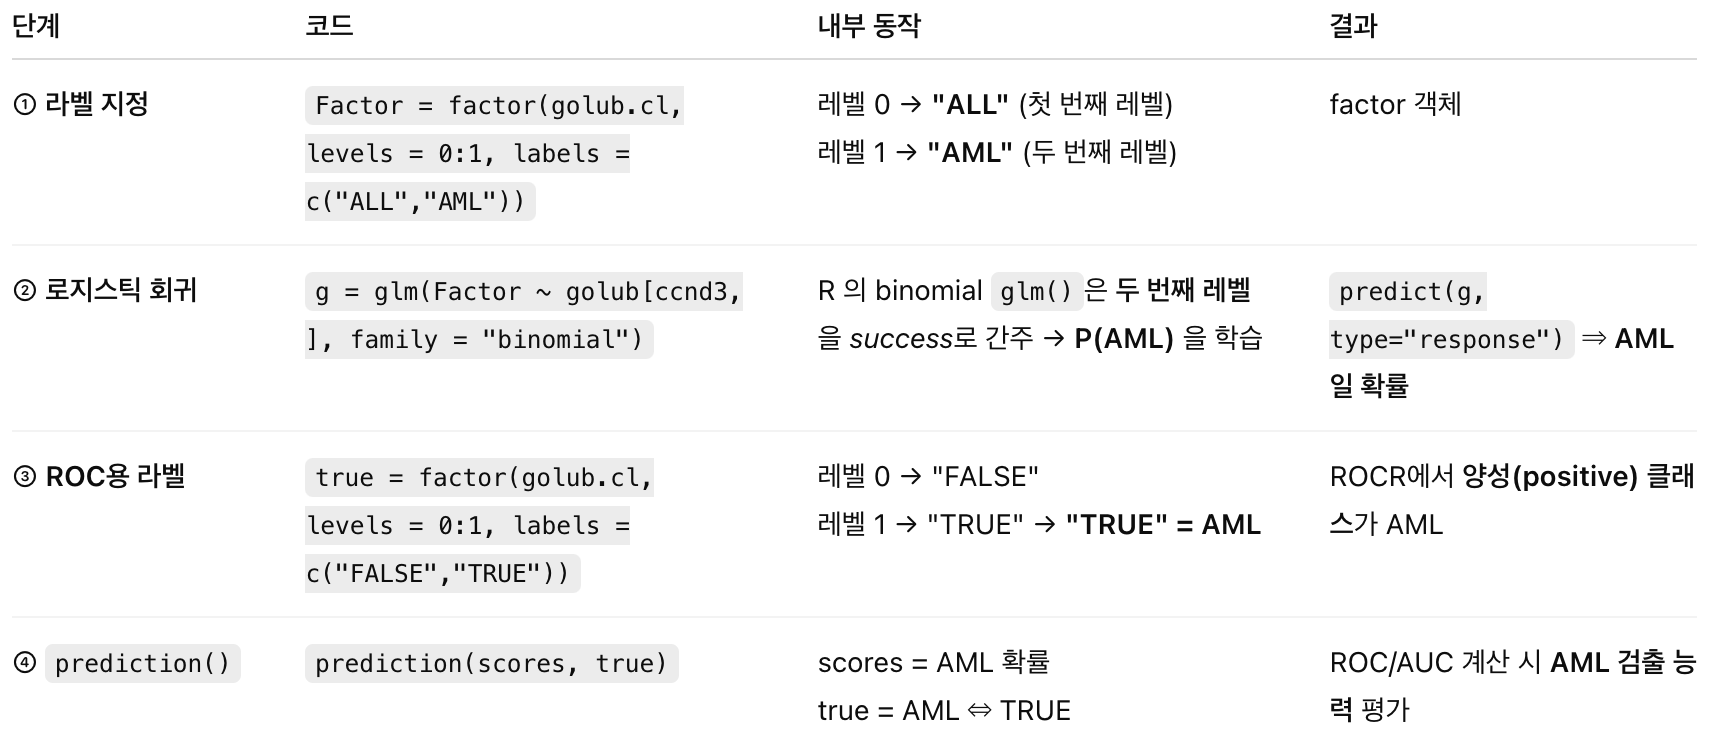 단계 코드 내부 동작 결과
① 라벨 지정 Factor = factor(golub.cl, 레벨 0 → "ALL" (첫 번째 레벨) factor 객체
levels = 0:1, labels = 레벨 1 → "AML" (두 번째 레벨)
c("ALL","AML"))
② 로지스틱 회귀 g = glm(Factor ~ golub[ccnd3, R 의 binomial glm()은 두 번째 레벨 predict(g,
], family = "binomial") 을 success로 간주 → P(AML) 을 학습 type="response") ⇒ AML
일 확률
③ ROC용 라벨 true = factor(golub.cl, 레벨 0 → "FALSE" ROCR에서 양성(positive) 클래
levels = 0:1, labels = 레벨 1 → "TRUE" → "TRUE" = AML 스가 AML
c("FALSE","TRUE"))
④ prediction() prediction(scores, true) scores = AML 확률 ROC/AUC 계산 시 AML 검출 능
true = AML ⇔ TRUE 력 평가